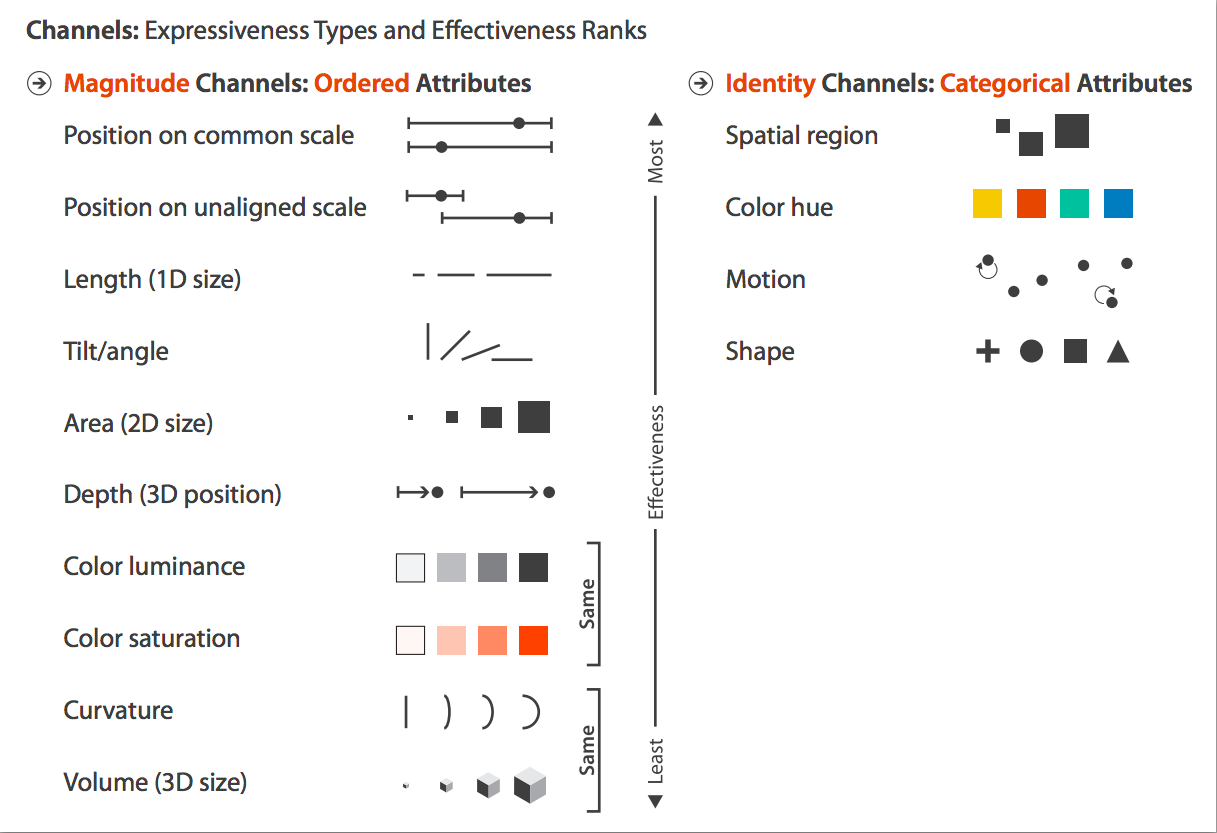 Channels: Expressiveness Types and Effectiveness Ranks
Magnitude Channels: Ordered Attributes
Position on common scale
Position on unaligned scale
Length (1D size)
Tilt/angle
Area (2D size)
Depth (3D position)
Color luminance
Color saturation
Curvature
Volume (3D size)
Same
Same
Most
Effectiveness
Least
Identity Channels: Categorical Attributes
Spatial region
Color hue
Motion
Shape